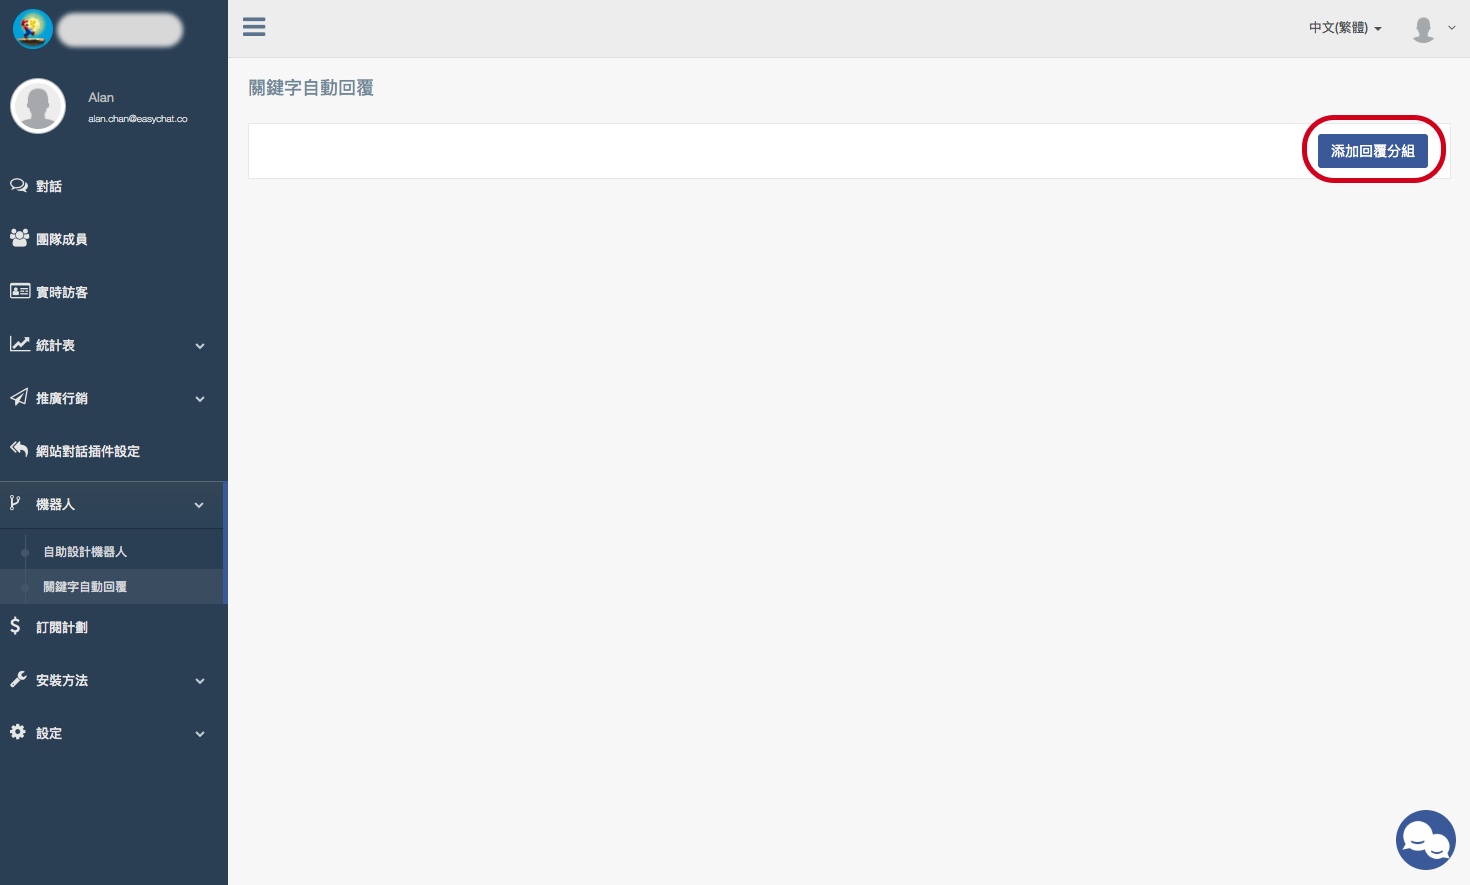 中文(繁體)
Alan
alan.chan@easychat.co
對話
團隊成員
實時訪客
統計表
推廣行銷
網站對話插件設定
機器人
自助設計機器人
關鍵字自動回覆
訂閱計劃
安裝方法
設定
關鍵字自動回覆
添加回覆分組